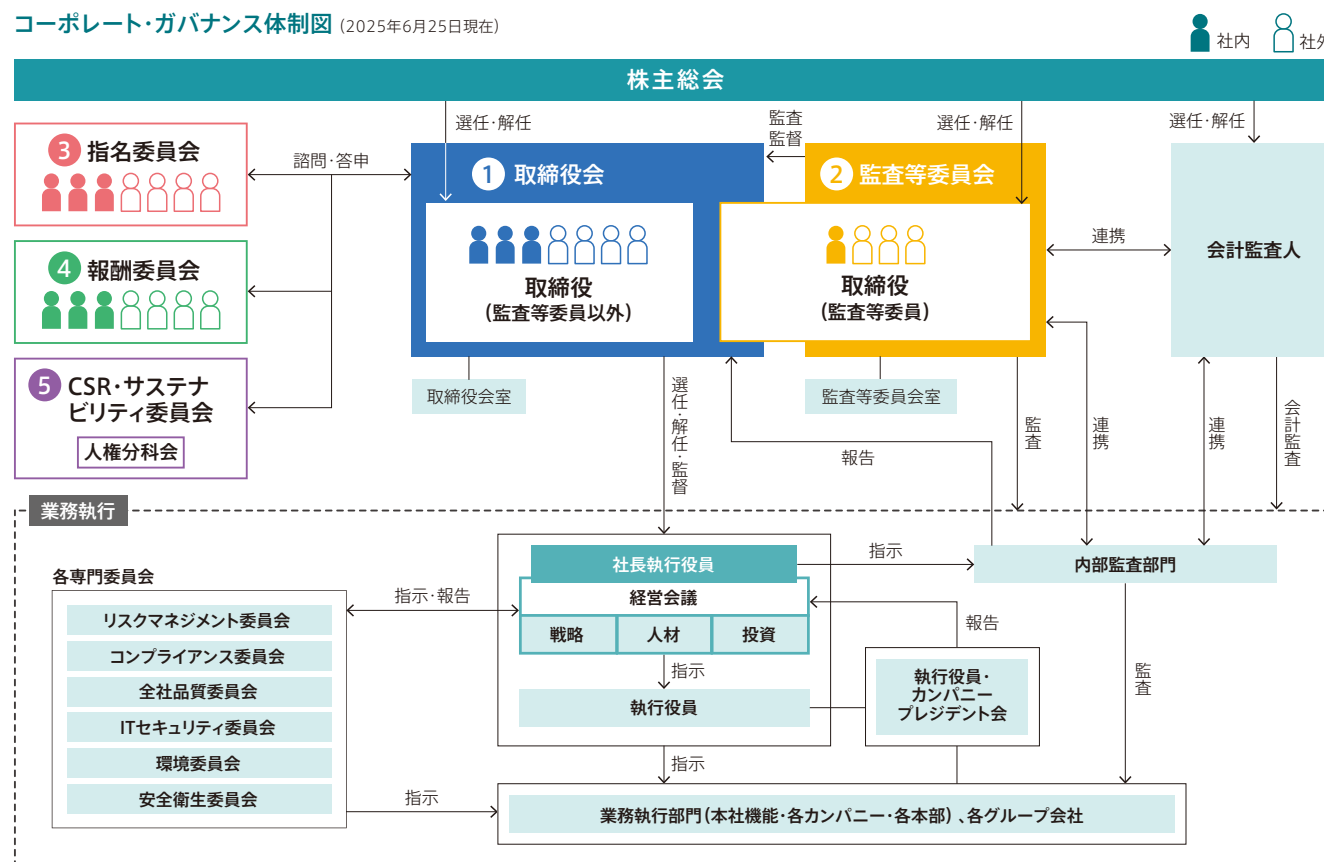 コーポレート・ガバナンス体制図 (2025年6月25日現在)
社内 社外
株主総会
選任・解任
監査
監督
選任・解任
選任・解任
3 指名委員会
諮問・答申
1 取締役会
2 監査等委員会
4 報酬委員会
取締役
(監査等委員以外)
取締役
(監査等委員)
連携
会計監査人
5 CSR・サステナ
ビリティ委員会
人権分科会
取締役会室
監査等委員会室
選任・解任・監督
報告
監査
連携
連携
会計監査
業務執行
社長執行役員
指示
内部監査部門
各専門委員会
リスクマネジメント委員会
コンプライアンス委員会
全社品質委員会
ITセキュリティ委員会
環境委員会
安全衛生委員会
指示・報告
経営会議
戦略 人材 投資
指示
執行役員
報告
執行役員・
カンパニー
プレジデント会
監査
指示
指示
業務執行部門(本社機能・各カンパニー・各本部)、各グループ会社